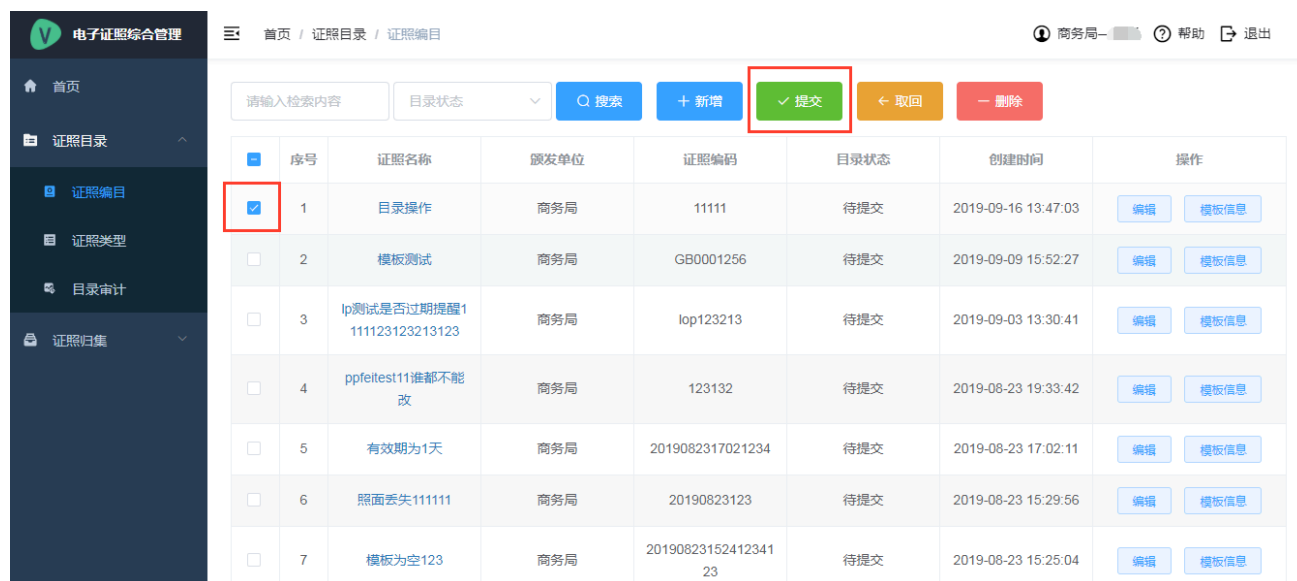 V 电子证照综合管理
首页 / 证照目录 / 证照编目
商务局– 帮助 退出
首页
证照目录
证照编目
证照类型
目录审计
证照归集
请输入检索内容 目录状态 搜索 新增 提交 取回 删除
序号 证照名称 颁发单位 证照编码 目录状态 创建时间 操作
1 目录操作 商务局 11111 待提交 2019-09-16 13:47:03 编辑 模板信息
2 模板测试 商务局 GB0001256 待提交 2019-09-09 15:52:27 编辑 模板信息
lp测试是否过期提醒1
3 111123123213123 商务局 lop123213 待提交 2019-09-03 13:30:41 编辑 模板信息
ppfeitest11谁都不能
4 改 商务局 123132 待提交 2019-08-23 19:33:42 编辑 模板信息
5 有效期为1天 商务局 2019082317021234 待提交 2019-08-23 17:02:11 编辑 模板信息
6 照面丢失111111 商务局 20190823123 待提交 2019-08-23 15:29:56 编辑 模板信息
7 模板为空123 商务局 20190823152412341 待提交 2019-08-23 15:25:04 编辑 模板信息
23